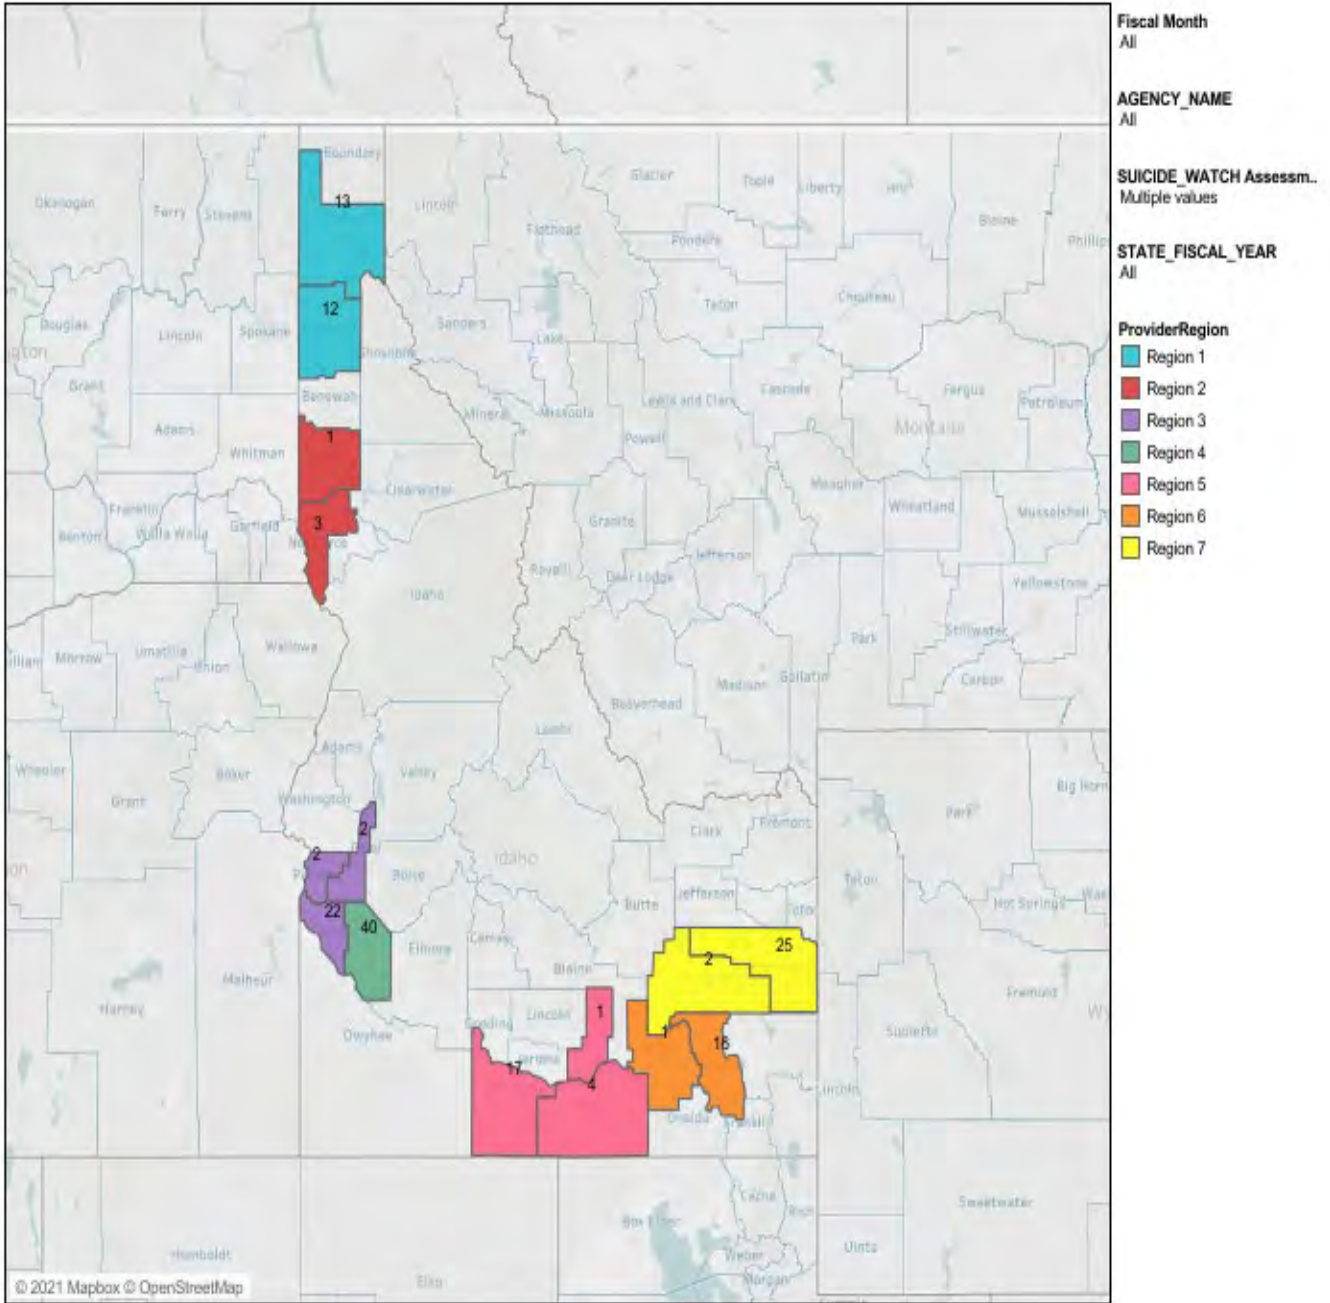 Fiscal Month
All
AGENCY_NAME
All
SUICIDE_WATCH Assessm..
Multiple values
STATE_FISCAL_YEAR
All
ProviderRegion
Region 1
Region 2
Region 3
Region 4
Region 5
Region 6
Region 7
Boundary
Glacier
Toole
Liberty
Hill
Okanogan
Ferry
Stevens
13
Lincoln
Flathead
Blaine
Phillips
Pondera
Teton
Chouteau
12
Douglas
Lincoln
Spokane
Sanders
Lake
Shoshone
Grant
Benewah
Mineral
Missoula
Lewis and Clark
Cascade
Fergus
Petroleum
Adams
Montana
1
Powell
Whitman
Clearwater
Meagher
Wheatland
Musselshell
Franklin
Walla Walla
Garfield
Benton
3
Granite
Jefferson
Ravalli
Deer Lodge
Yellowstone
Idaho
Wallowa
Umatilla
Union
Morrow
Park
Stillwater
Carbon
Madison
Gallatin
Beaverhead
Lemhi
Adams
Wheeler
Baker
Valley
Grant
Washington
Big Horn
Park
Clark
Fremont
2
2
Idaho
Boise
Butte
Jefferson
Teton
Teton
Hot Springs
22
40
Elmore
Camas
Blaine
25
2
Malheur
Harney
Fremont
Owyhee
Gooding
Lincoln
1
Jerome
17
4
1
16
Sublette
Lincoln
Oneida
Franklin
Cache
Rich
Box Elder
Sweetwater
Weber
Morgan
Uinta
Humboldt
Elko
© 2021 Mapbox © OpenStreetMap